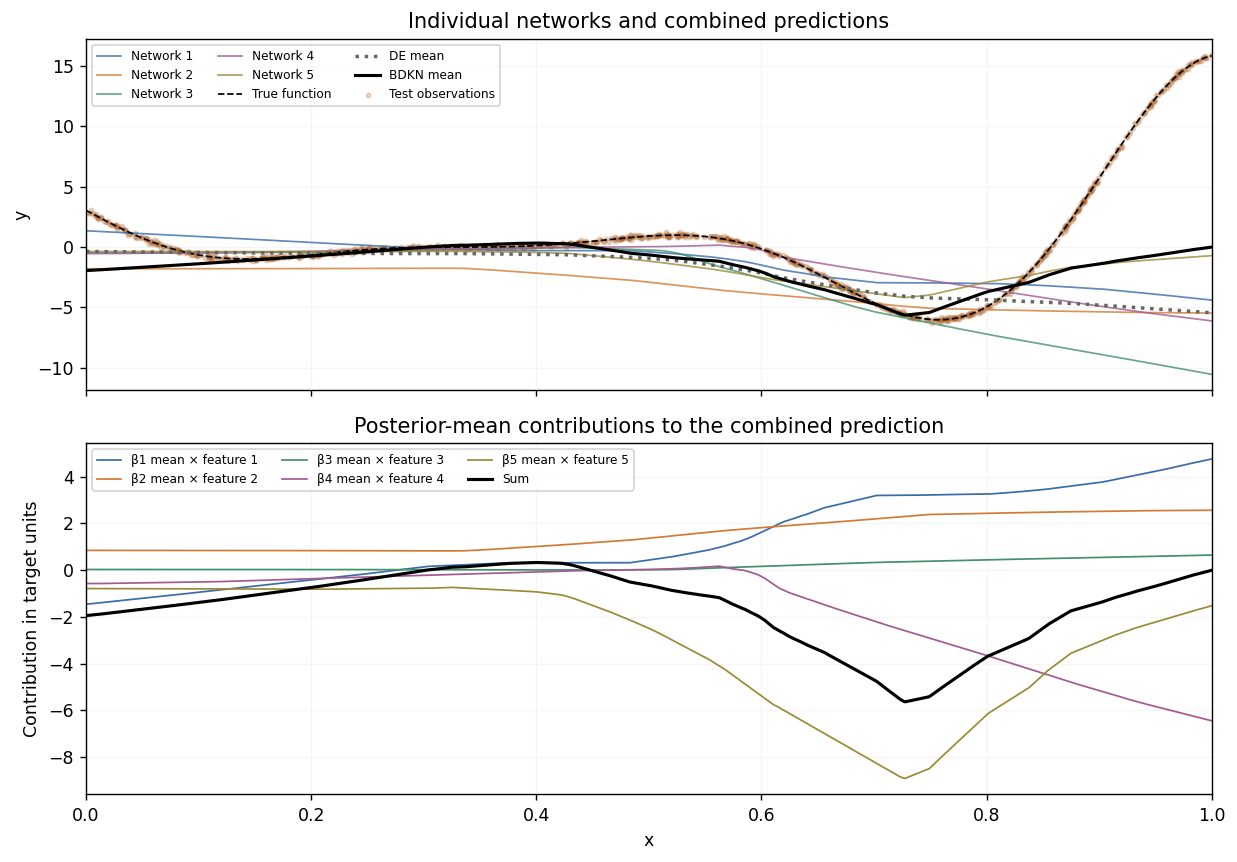 Individual networks and combined predictions
Network 1
Network 2
Network 3
Network 4
Network 5
True function
DE mean
BDKN mean
Test observations
15
10
5
0
−5
−10
y
Posterior-mean contributions to the combined prediction
β1 mean × feature 1
β2 mean × feature 2
β3 mean × feature 3
β4 mean × feature 4
β5 mean × feature 5
Sum
4
2
0
−2
−4
−6
−8
Contribution in target units
0.0 0.2 0.4 0.6 0.8 1.0
x